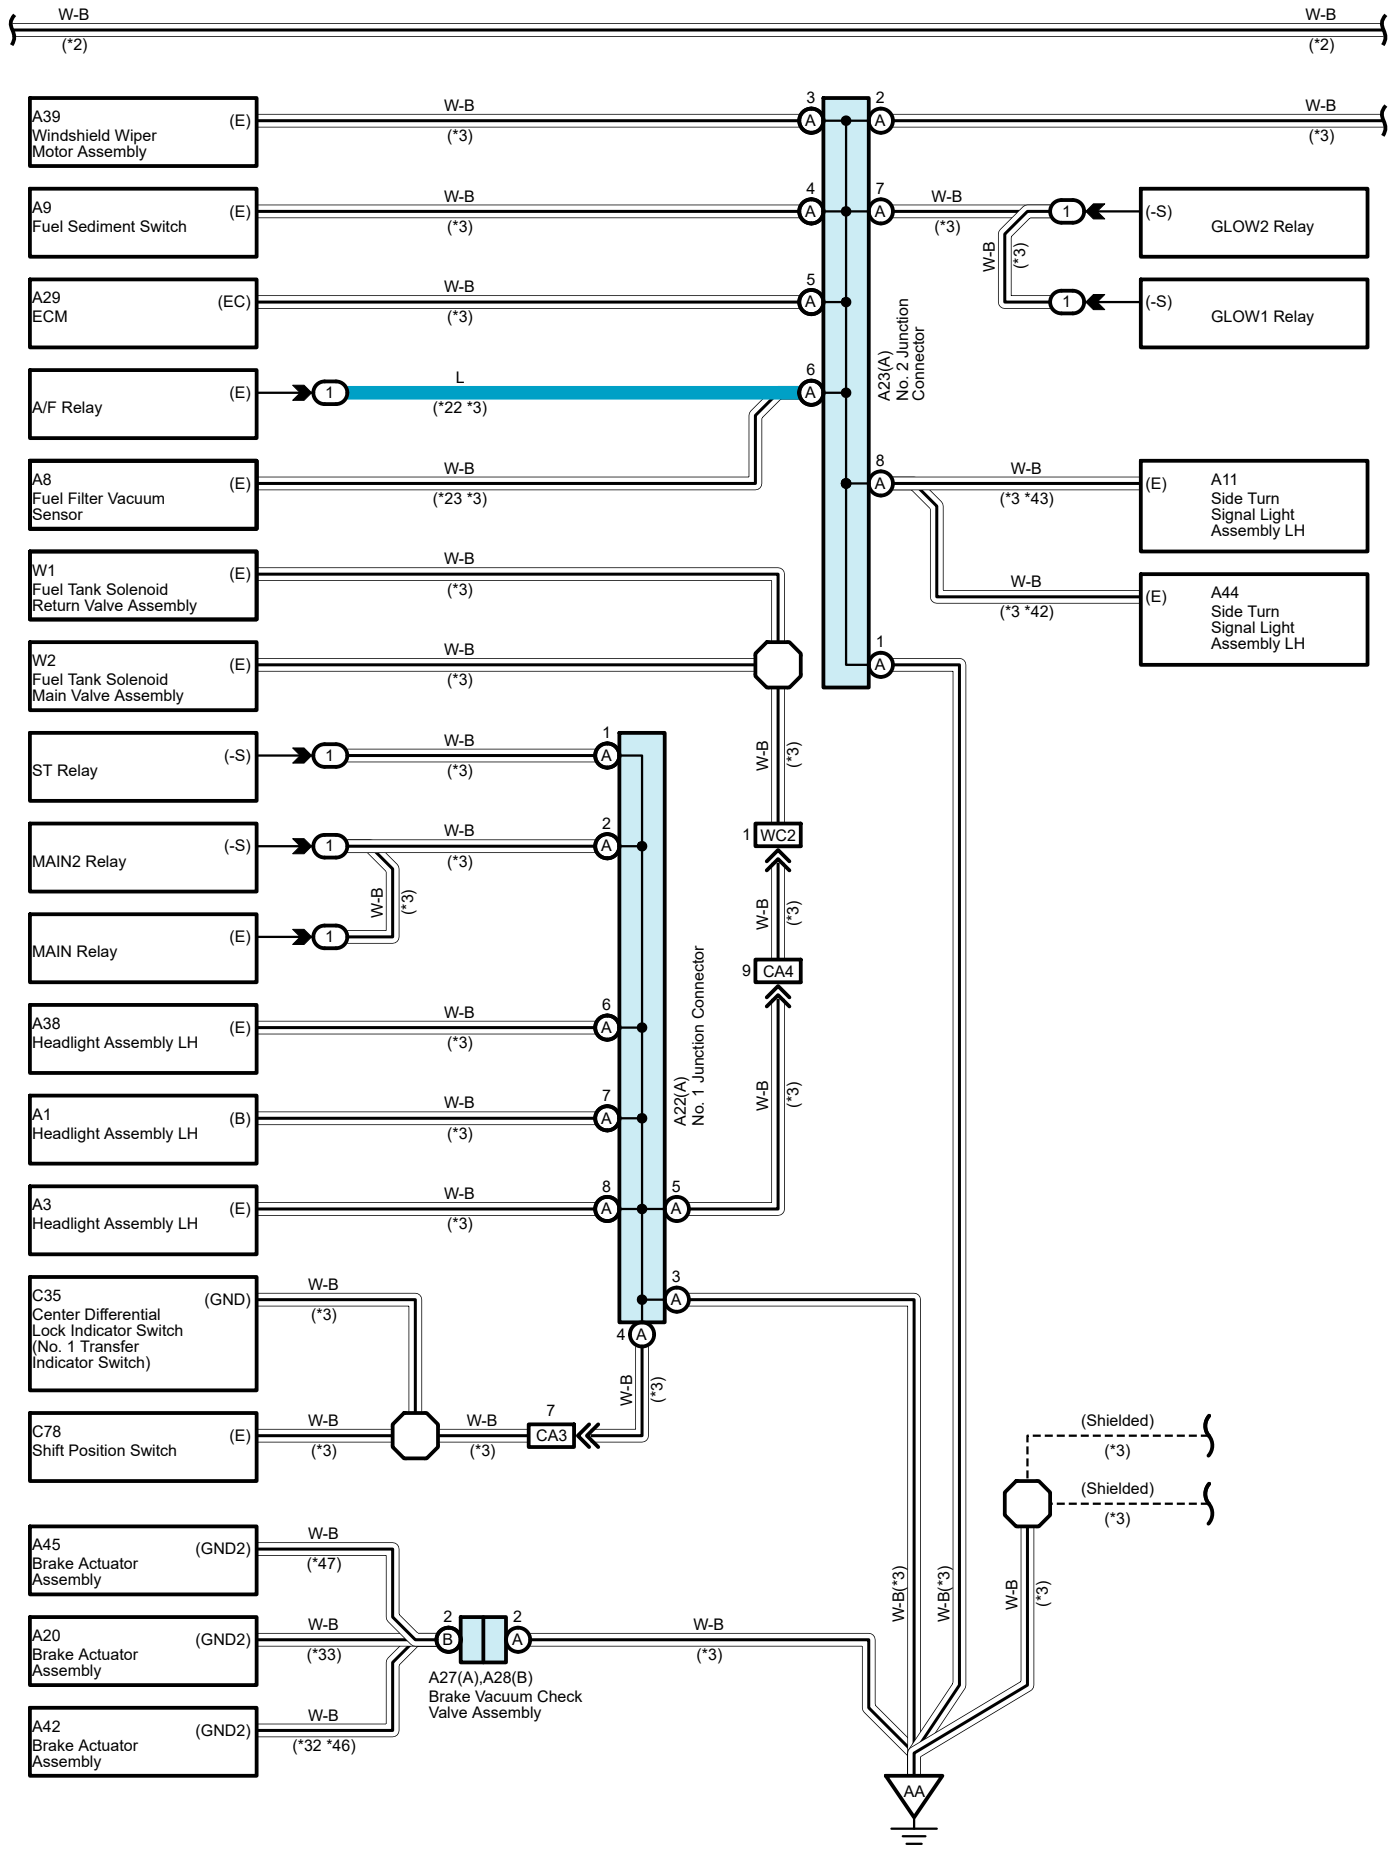 W-B
(*2)
W-B
(*2)
A39
Windshield Wiper
Motor Assembly
(E)
W-B
(*3)
3
A
2
A
W-B
(*3)
A9
Fuel Sediment Switch
(E)
W-B
(*3)
4
A
7
A
W-B
(*3)
1
(-S)
GLOW2 Relay
W-B
(*3)
A29
ECM
(EC)
W-B
(*3)
5
A
1
(-S)
GLOW1 Relay
A23(A)
No. 2 Junction
Connector
A/F Relay
(E)
1
L
(*22 *3)
6
A
A8
Fuel Filter Vacuum
Sensor
(E)
W-B
(*23 *3)
8
A
W-B
(*3 *43)
(E)
A11
Side Turn
Signal Light
Assembly LH
W1
Fuel Tank Solenoid
Return Valve Assembly
(E)
W-B
(*3)
W-B
(*3 *42)
(E)
A44
Side Turn
Signal Light
Assembly LH
W2
Fuel Tank Solenoid
Main Valve Assembly
(E)
W-B
(*3)
1
A
ST Relay
(-S)
1
W-B
(*3)
1
A
W-B
(*3)
MAIN2 Relay
(-S)
1
W-B
(*3)
2
A
1
WC2
W-B
(*3)
MAIN Relay
(E)
1
W-B
(*3)
9
CA4
A22(A)
No. 1 Junction Connector
A38
Headlight Assembly LH
(E)
W-B
(*3)
6
A
W-B
(*3)
A1
Headlight Assembly LH
(B)
W-B
(*3)
7
A
A3
Headlight Assembly LH
(E)
W-B
(*3)
8
A
5
A
C35
Center Differential
Lock Indicator Switch
(No. 1 Transfer
Indicator Switch)
(GND)
W-B
(*3)
3
A
4
A
W-B
(*3)
C78
Shift Position Switch
(E)
W-B
(*3)
W-B
(*3)
7
CA3
(Shielded)
(*3)
(Shielded)
(*3)
A45
Brake Actuator
Assembly
(GND2)
W-B
(*47)
W-B(*3)
W-B(*3)
W-B
(*3)
A20
Brake Actuator
Assembly
(GND2)
W-B
(*33)
2
B
2
A
W-B
(*3)
A27(A),A28(B)
Brake Vacuum Check
Valve Assembly
A42
Brake Actuator
Assembly
(GND2)
W-B
(*32 *46)
AA